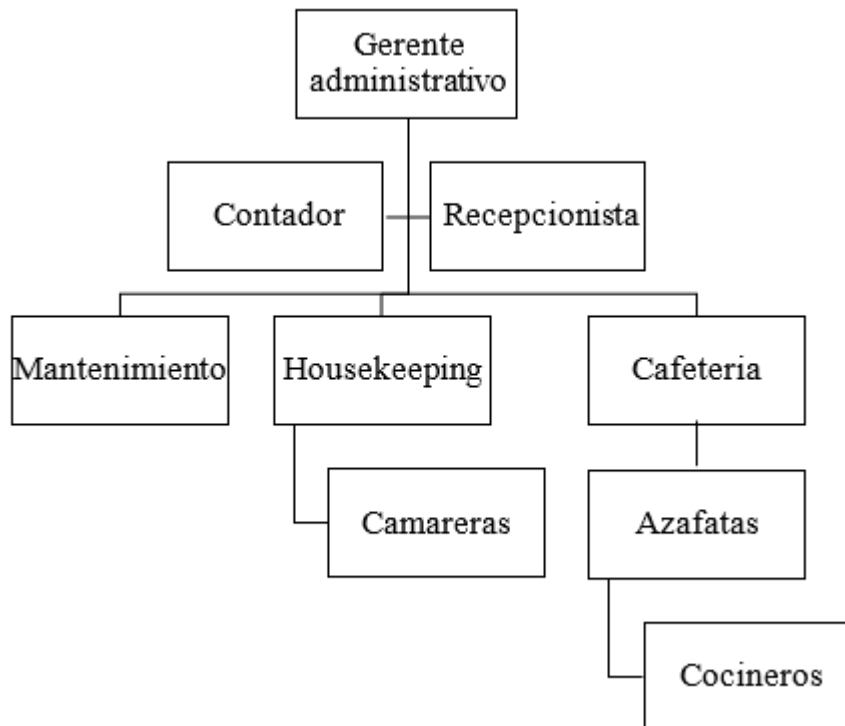 Gerente
administrativo
Contador
Recepcionista
Mantenimiento
Housekeeping
Cafeteria
Camareras
Azafatas
Cocineros